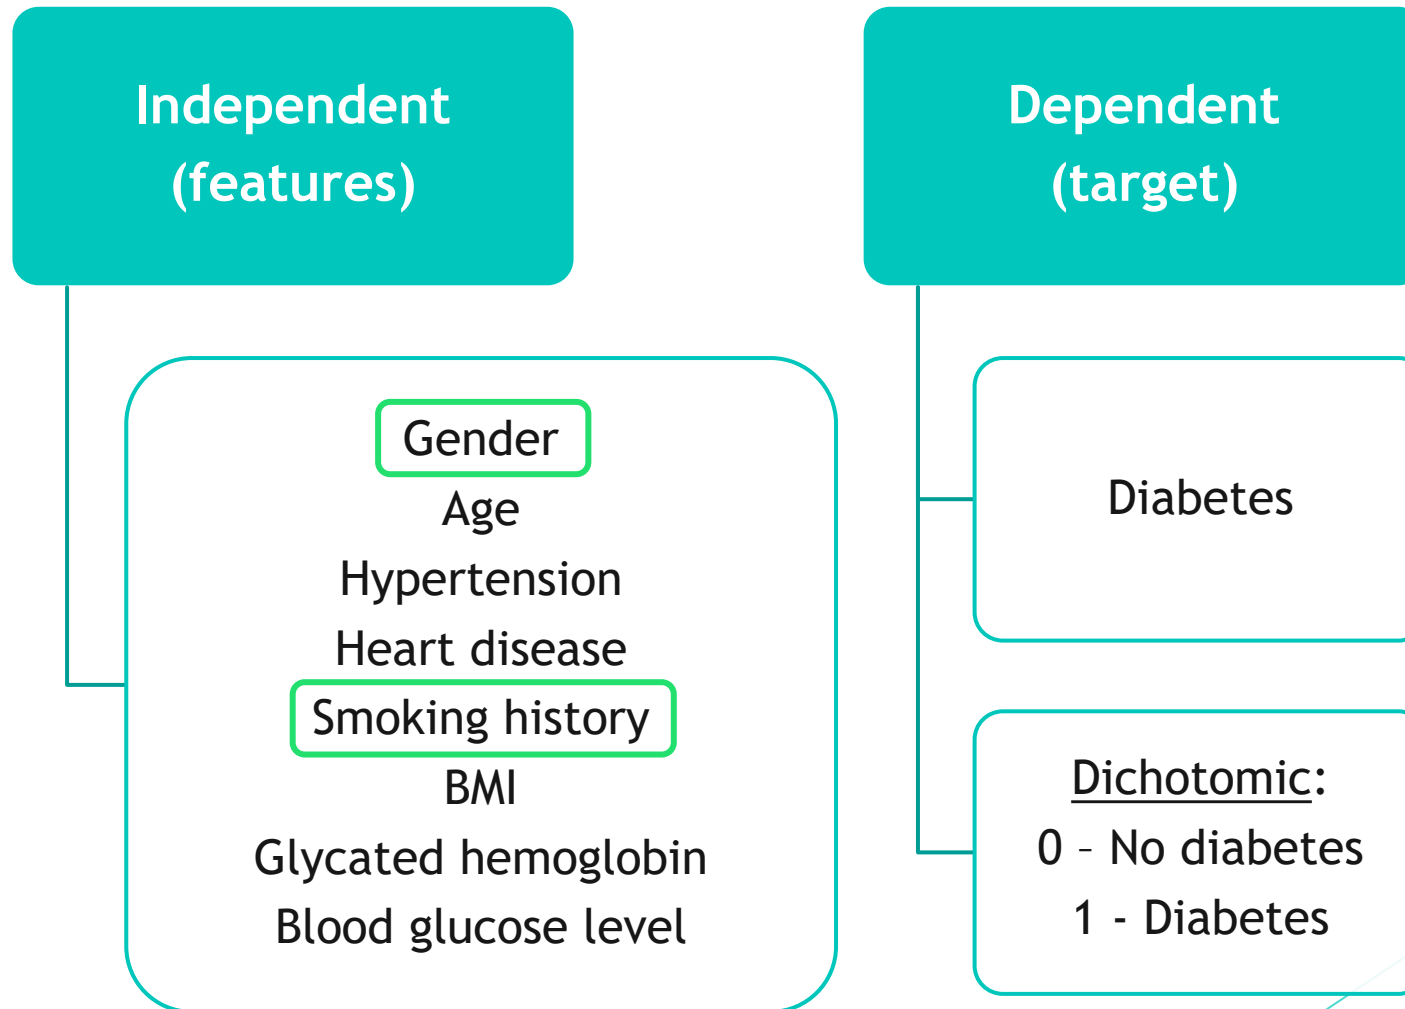 Independent
(features)
Gender
Age
Hypertension
Heart disease
Smoking history
BMI
Glycated hemoglobin
Blood glucose level
Dependent
(target)
Diabetes
Dichotomic:
0 – No diabetes
1 - Diabetes